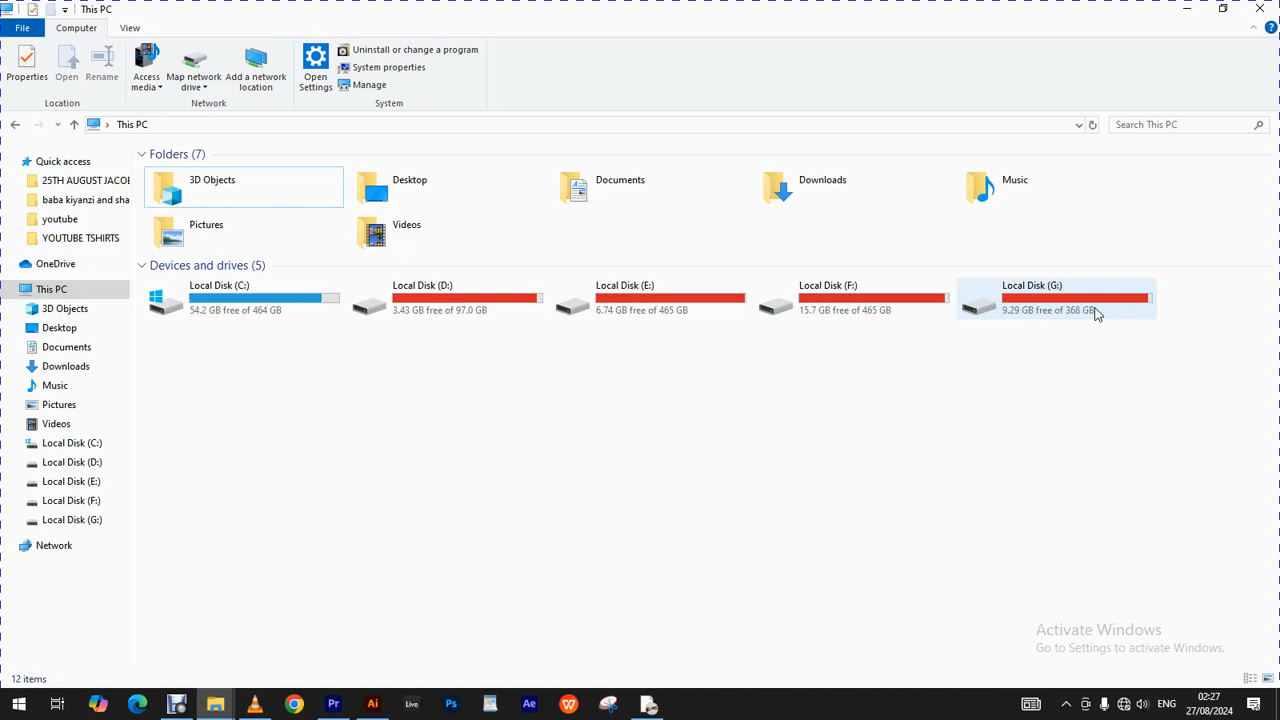 This PC
File
Computer
View
Properties
Open
Rename
Access media
Map network drive
Add a network location
Open Settings
Uninstall or change a program
System properties
Manage
Location
Network
System
This PC
Search This PC
Quick access
25TH AUGUST JACOB
baba kiyanzi and sha
youtube
YOUTUBE TSHIRTS
OneDrive
This PC
3D Objects
Desktop
Documents
Downloads
Music
Pictures
Videos
Local Disk (C:)
Local Disk (D:)
Local Disk (E:)
Local Disk (F:)
Local Disk (G:)
Network
Folders (7)
3D Objects
Desktop
Documents
Downloads
Music
Pictures
Videos
Devices and drives (5)
Local Disk (C:)
54.2 GB free of 464 GB
Local Disk (D:)
3.43 GB free of 97.0 GB
Local Disk (E:)
6.74 GB free of 465 GB
Local Disk (F:)
15.7 GB free of 465 GB
Local Disk (G:)
9.29 GB free of 368 GB
Activate Windows
Go to Settings to activate Windows.
12 items
Pr
Ai
Live
Ps
Ae
W
ENG
02:27
27/08/2024